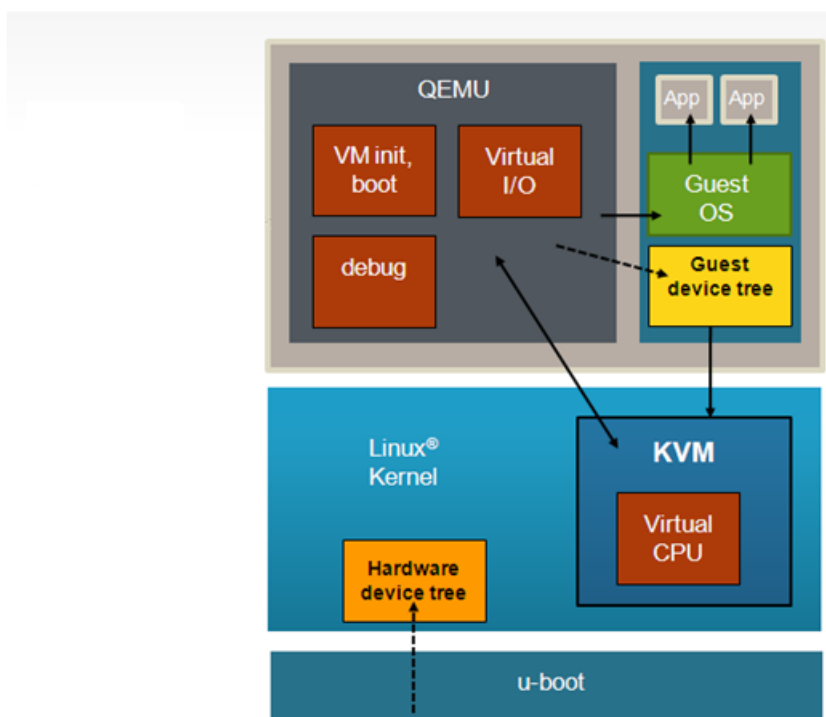 QEMU
App
App
VM init,
boot
Virtual
I/O
Guest
OS
debug
Guest
device tree
Linux®
Kernel
KVM
Virtual
CPU
Hardware
device tree
u-boot